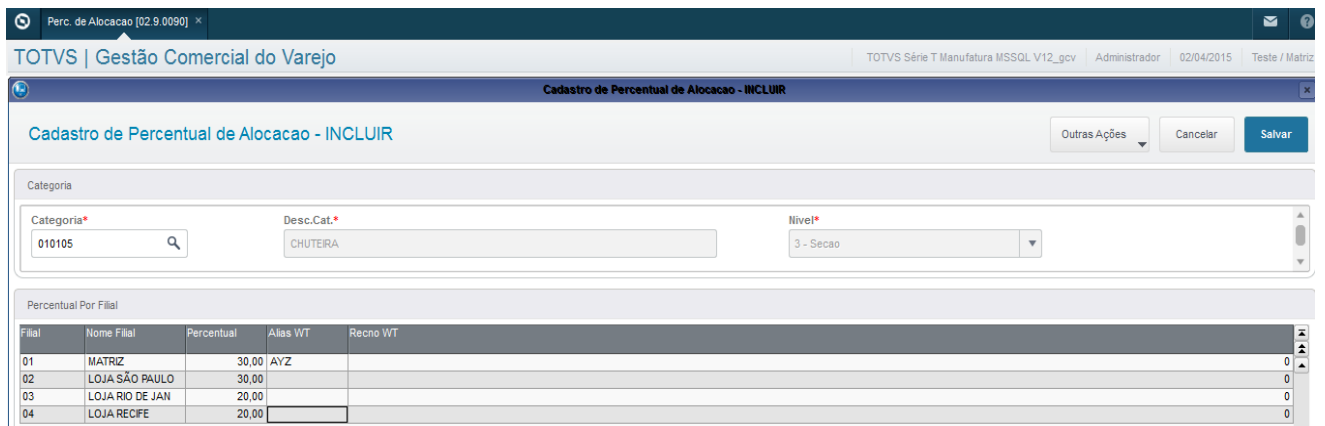 Perc. de Alocacao [02.9.0090] ×
TOTVS | Gestão Comercial do Varejo
TOTVS Série T Manufatura MSSQL V12_gcv Administrador 02/04/2015 Teste / Matriz
Cadastro de Percentual de Alocacao - INCLUIR
Cadastro de Percentual de Alocacao - INCLUIR
Outras Ações Cancelar Salvar
Categoria
Categoria* Desc.Cat.* Nivel*
010105 CHUTEIRA 3 - Secao
Percentual Por Filial
Filial Nome Filial Percentual Alias WT Recno WT
01 MATRIZ 30,00 AYZ 0
02 LOJA SÃO PAULO 30,00 0
03 LOJA RIO DE JAN 20,00 0
04 LOJA RECIFE 20,00 0